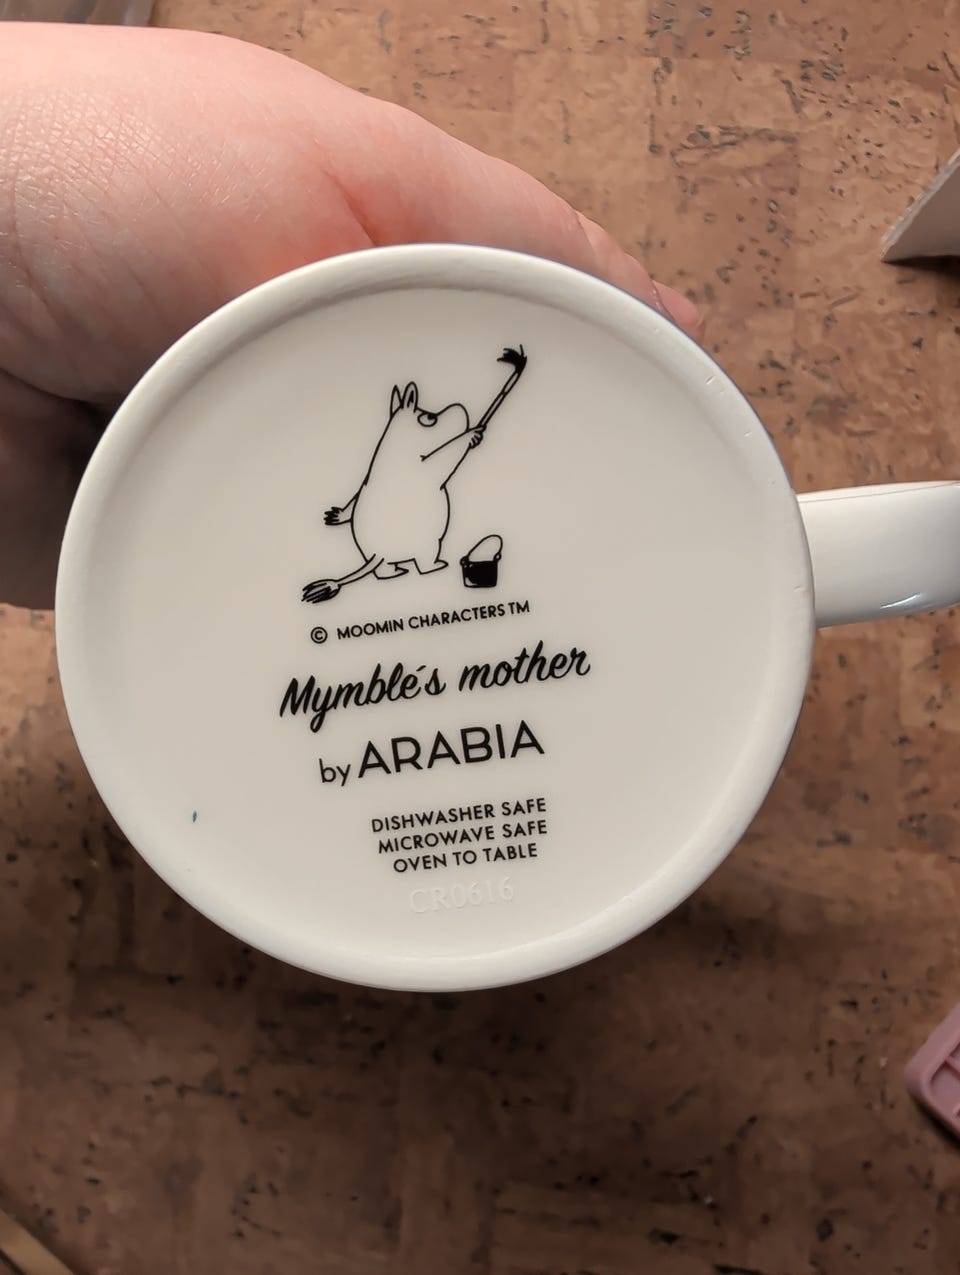 © MOOMIN CHARACTERS TM
Mymble´s mother
by ARABIA
DISHWASHER SAFE
MICROWAVE SAFE
OVEN TO TABLE
CR0616